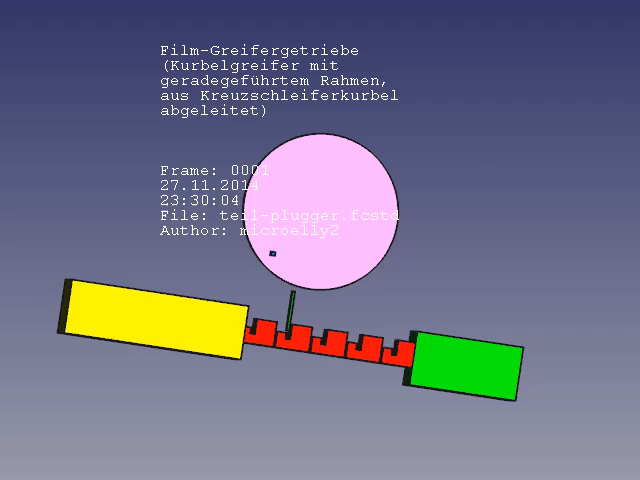 Film-Greifergetriebe
(Kurbelgreifer mit
geradegeführtem Rahmen,
aus Kreuzschleiferkurbel
abgeleitet)
Frame: 0001
27.11.2014
23:30:04
File: teil-plugger.fcstd
Author: microelly2